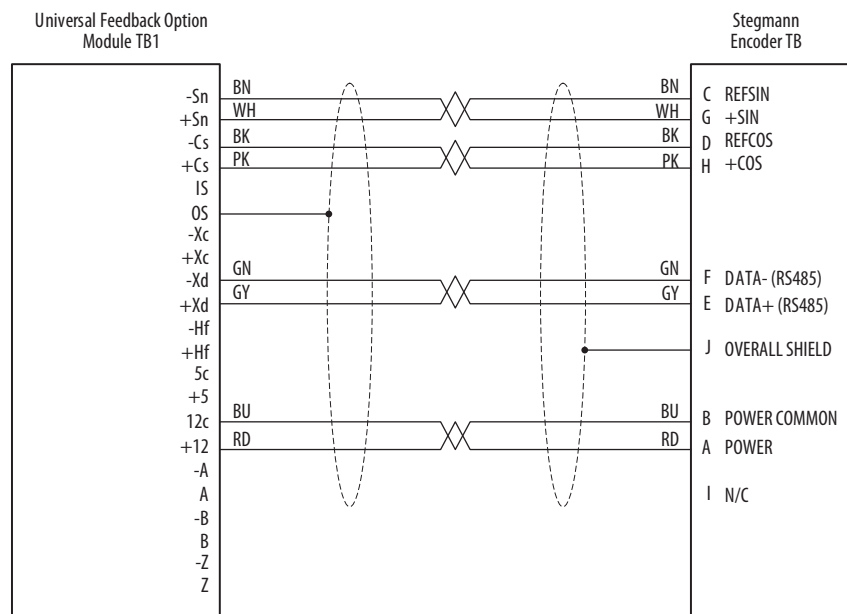 Universal Feedback Option
Module TB1
Stegmann
Encoder TB
-Sn BN BN C REFSIN
+Sn WH WH G +SIN
-Cs BK BK D REFCOS
+Cs PK PK H +COS
IS
OS
-Xc
+Xc
-Xd GN GN F DATA- (RS485)
+Xd GY GY E DATA+ (RS485)
-Hf
+Hf J OVERALL SHIELD
5c
+5
12c BU BU B POWER COMMON
+12 RD RD A POWER
-A
A I N/C
-B
B
-Z
Z